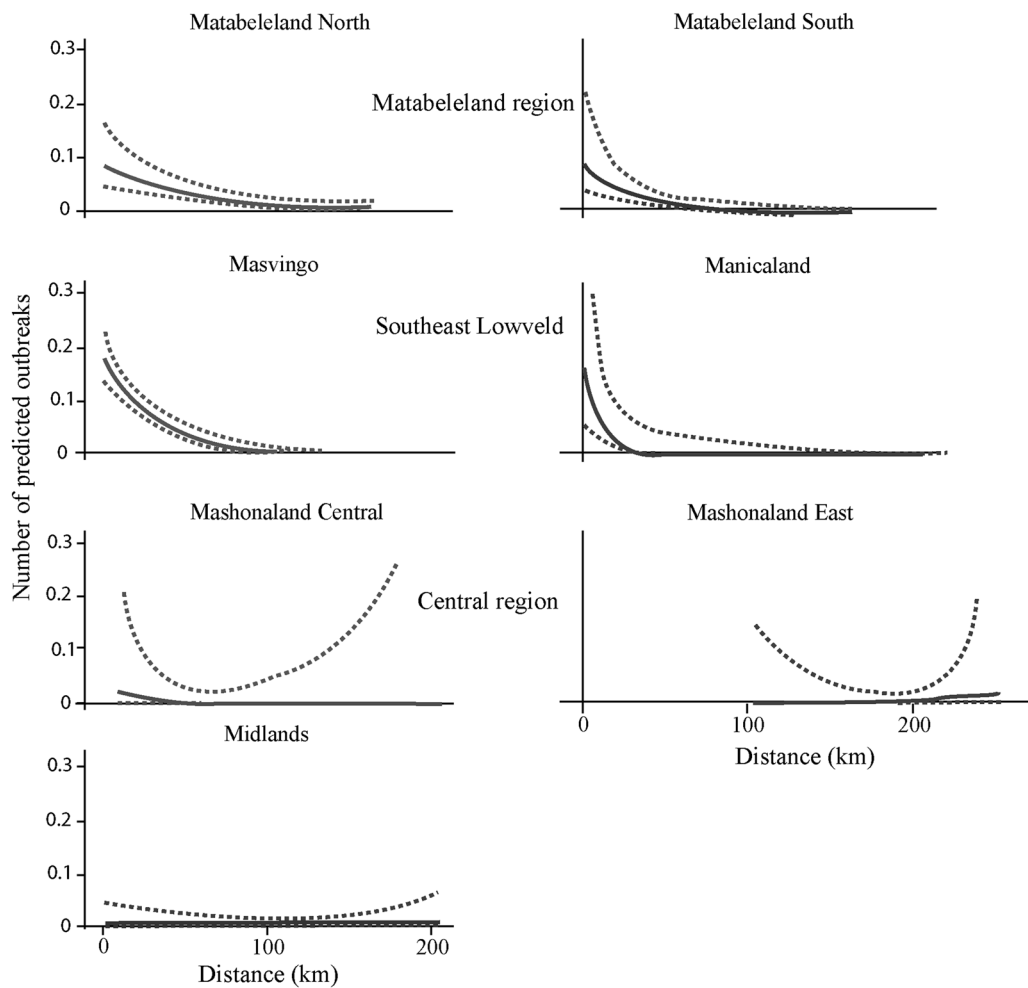 Matabeleland North
Matabeleland South
0.3
0.2
0.1
0
Matabeleland region
Masvingo
Manicaland
0.3
0.2
0.1
0
Southeast Lowveld
Number of predicted outbreaks
Mashonaland Central
Mashonaland East
0.3
0.2
0.1
0
Central region
0
100
200
Distance (km)
Midlands
0.3
0.2
0.1
0
0
100
200
Distance (km)